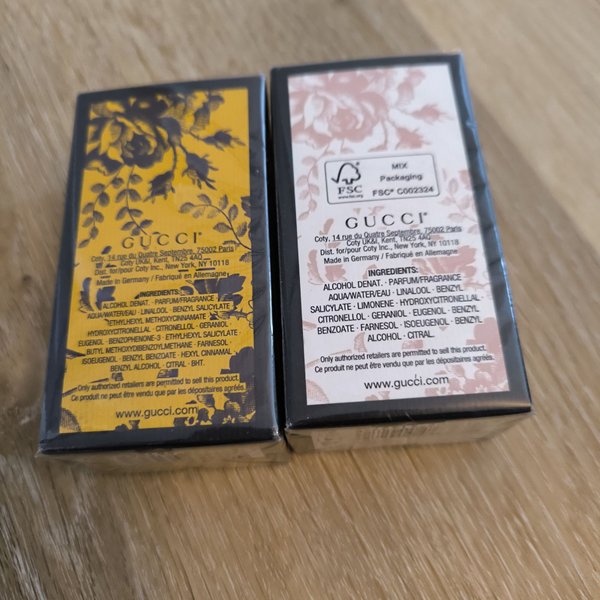 GUCCI
Coty, 14 rue du Quatre Septembre, 75002 Paris
Coty UK&I, Kent, TN25 4AQ
Dist. for/pour Coty Inc., New York, NY 10118
Made in Germany / Fabriqué en Allemagne
INGREDIENTS:
ALCOHOL DENAT. · PARFUM/FRAGRANCE
AQUA/WATER/EAU · LINALOOL · BENZYL SALICYLATE
ETHYLHEXYL METHOXYCINNAMATE
HYDROXYCITRONELLAL · CITRONELLOL · GERANIOL
EUGENOL · BENZOPHENONE-3 · ETHYLHEXYL SALICYLATE
BUTYL METHOXYDIBENZOYLMETHANE · FARNESOL ·
ISOEUGENOL · BENZYL BENZOATE · HEXYL CINNAMAL
BENZYL ALCOHOL · CITRAL · BHT.
Only authorized retailers are permitted to sell this product.
Ce produit ne peut être vendu que par les dépositaires agréés.
www.gucci.com
FSC
www.fsc.org
MIX
Packaging
FSC® C002324
GUCCI
Coty, 14 rue du Quatre Septembre, 75002 Paris
Coty UK&I, Kent, TN25 4AQ
Dist. for/pour Coty Inc., New York, NY 10118
Made in Germany / Fabriqué en Allemagne
INGREDIENTS:
ALCOHOL DENAT. · PARFUM/FRAGRANCE
AQUA/WATER/EAU · LINALOOL · BENZYL
SALICYLATE · LIMONENE · HYDROXYCITRONELLAL
CITRONELLOL · GERANIOL · EUGENOL · BENZYL
BENZOATE · FARNESOL · ISOEUGENOL · BENZYL
ALCOHOL · CITRAL.
Only authorized retailers are permitted to sell this product.
Ce produit ne peut être vendu que par les dépositaires agréés.
www.gucci.com